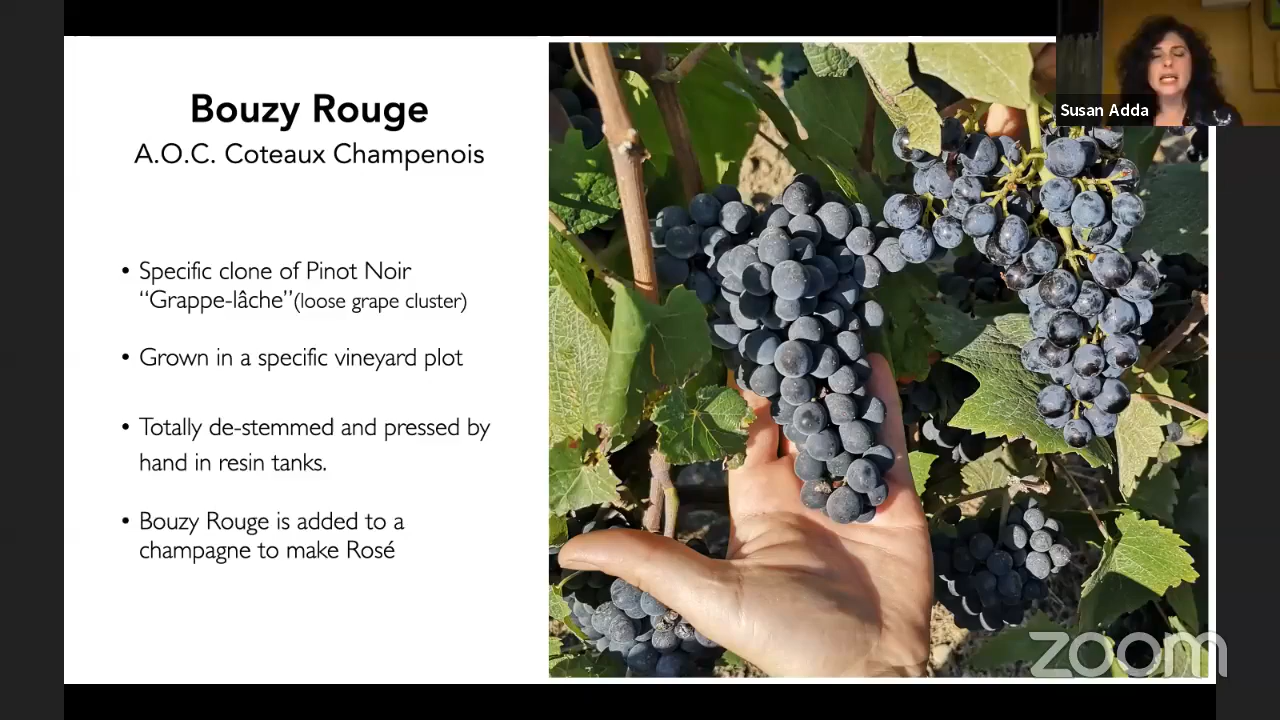 Bouzy Rouge
A.O.C. Coteaux Champenois
• Specific clone of Pinot Noir
“Grappe-lâche”(loose grape cluster)
• Grown in a specific vineyard plot
• Totally de-stemmed and pressed by
hand in resin tanks.
• Bouzy Rouge is added to a
champagne to make Rosé
Susan Adda
zoom